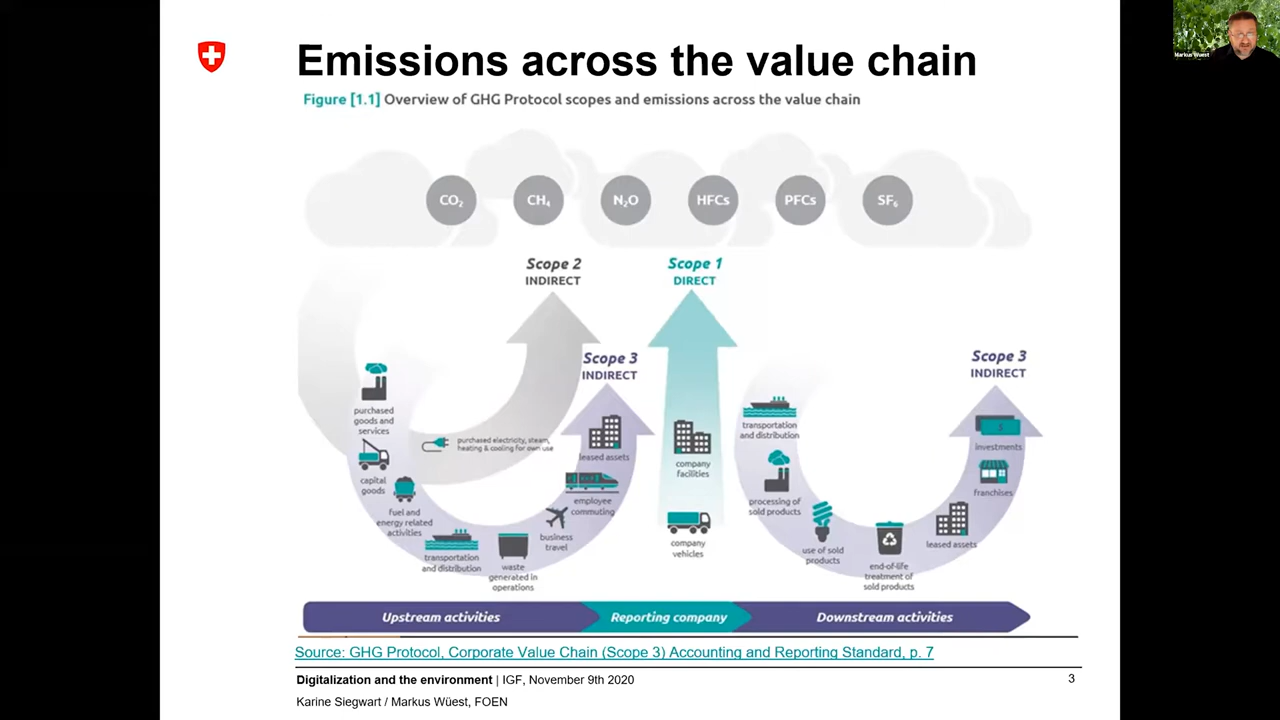 Emissions across the value chain
Figure [1.1] Overview of GHG Protocol scopes and emissions across the value chain
Markus Wüest
CO₂
CH₄
N₂O
HFCs
PFCs
SF₆
Scope 2
INDIRECT
Scope 1
DIRECT
Scope 3
INDIRECT
Scope 3
INDIRECT
purchased
goods and
services
capital
goods
fuel and
energy related
activities
transportation
and distribution
waste
generated in
operations
business
travel
employee
commuting
leased assets
purchased electricity, steam,
heating & cooling for own use
company
facilities
company
vehicles
transportation
and distribution
processing of
sold products
use of sold
products
end-of-life
treatment of
sold products
leased assets
franchises
investments
$
Upstream activities
Reporting company
Downstream activities
Source: GHG Protocol, Corporate Value Chain (Scope 3) Accounting and Reporting Standard, p. 7
Digitalization and the environment | IGF, November 9th 2020
3
Karine Siegwart / Markus Wüest, FOEN